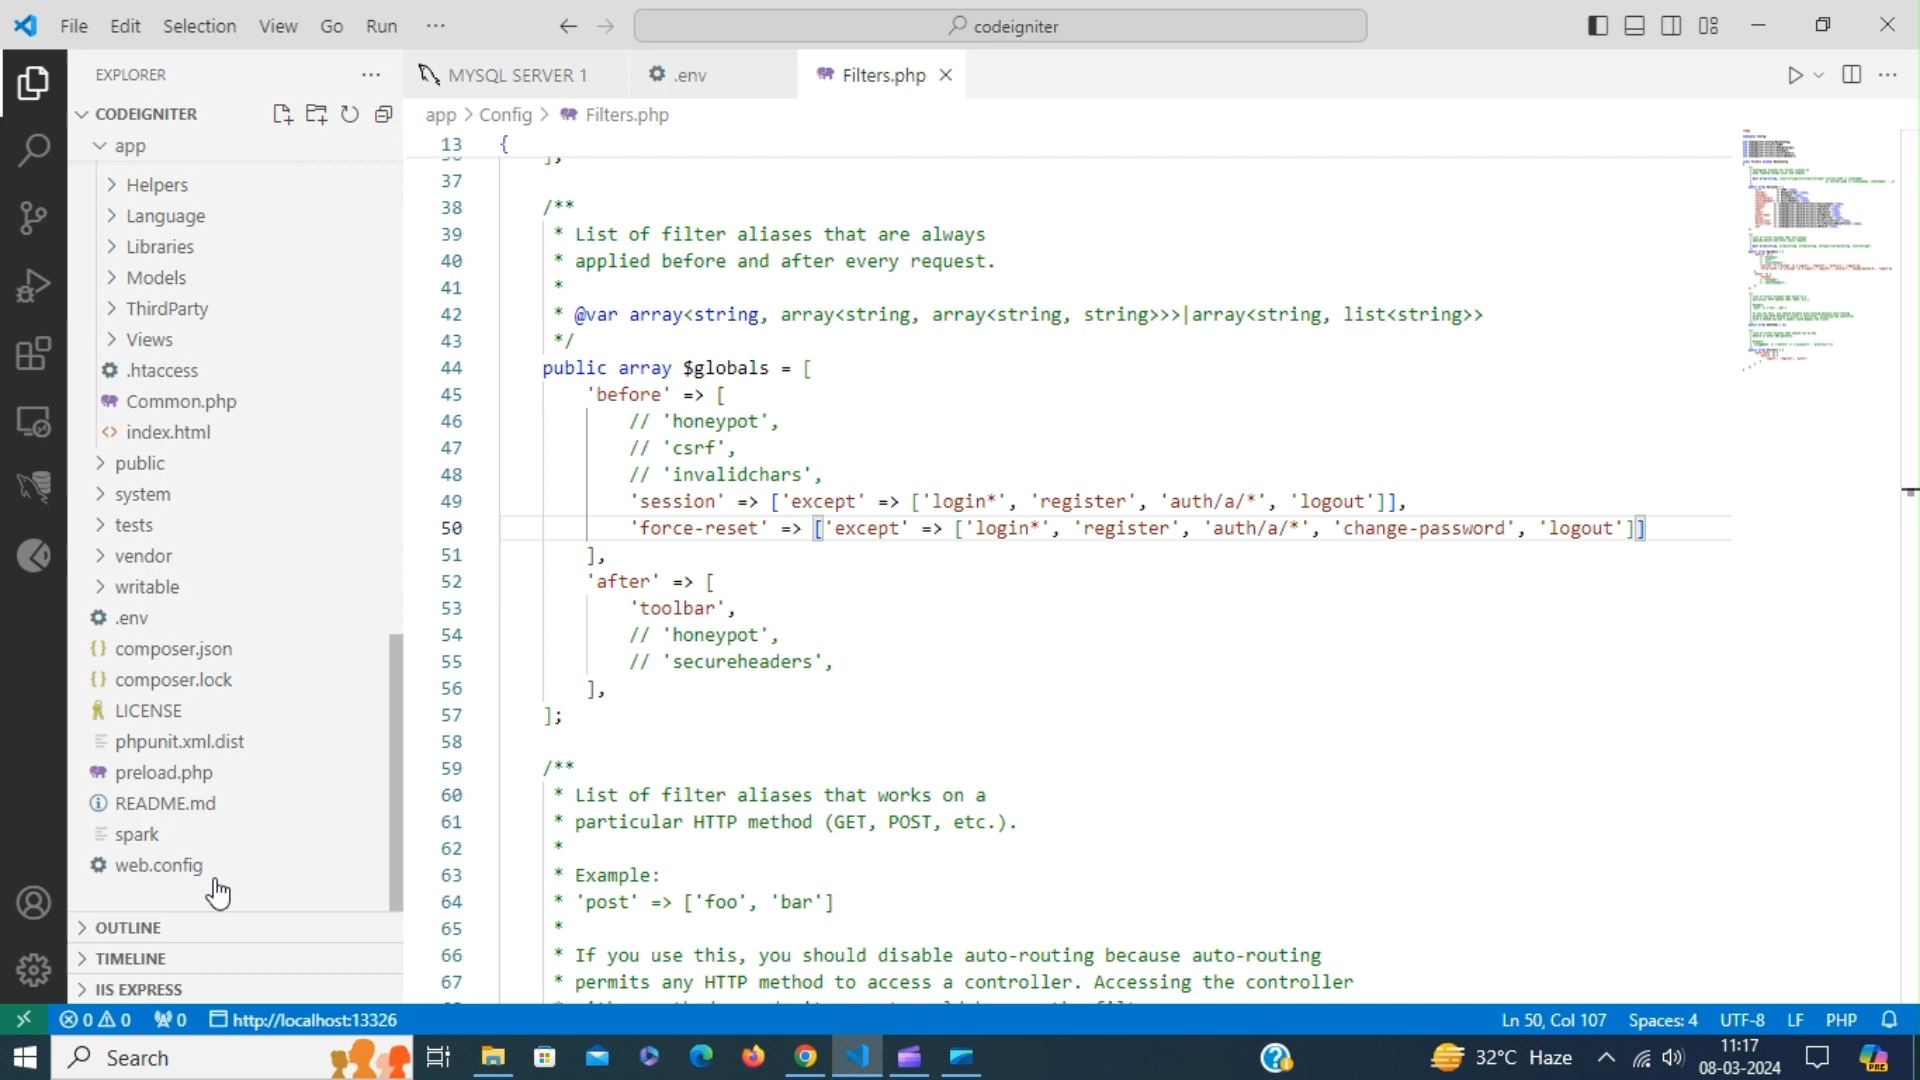 File Edit Selection View Go Run ···
codeigniter
EXPLORER ···
MYSQL SERVER 1
.env
Filters.php
CODEIGNITER
app > Config > Filters.php
app
Helpers
Language
Libraries
Models
ThirdParty
Views
.htaccess
Common.php
index.html
public
system
tests
vendor
writable
.env
composer.json
composer.lock
LICENSE
phpunit.xml.dist
preload.php
README.md
spark
web.config
OUTLINE
TIMELINE
IIS EXPRESS
13 {
37
38 /**
39 * List of filter aliases that are always
40 * applied before and after every request.
41 *
42 * @var array<string, array<string, array<string, string>>>|array<string, list<string>>
43 */
44 public array $globals = [
45 'before' => [
46 // 'honeypot',
47 // 'csrf',
48 // 'invalidchars',
49 'session' => ['except' => ['login*', 'register', 'auth/a/*', 'logout']],
50 'force-reset' => ['except' => ['login*', 'register', 'auth/a/*', 'change-password', 'logout']]
51 ],
52 'after' => [
53 'toolbar',
54 // 'honeypot',
55 // 'secureheaders',
56 ],
57 ];
58
59 /**
60 * List of filter aliases that works on a
61 * particular HTTP method (GET, POST, etc.).
62 *
63 * Example:
64 * 'post' => ['foo', 'bar']
65 *
66 * If you use this, you should disable auto-routing because auto-routing
67 * permits any HTTP method to access a controller. Accessing the controller
0 0 0 http://localhost:13326
Ln 50, Col 107 Spaces: 4 UTF-8 LF PHP
Search
32°C Haze
11:17
08-03-2024
PRE